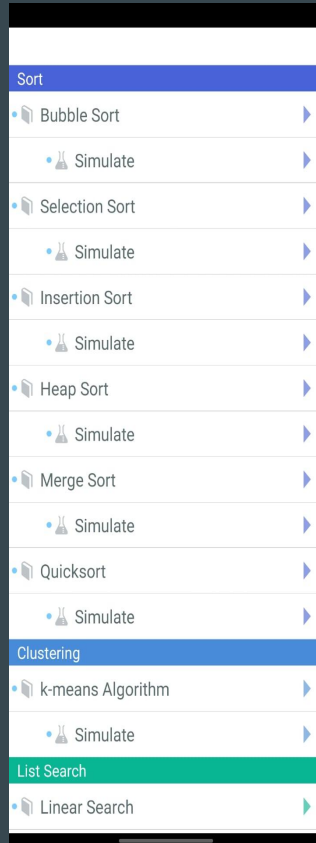 Sort
Bubble Sort
Simulate
Selection Sort
Simulate
Insertion Sort
Simulate
Heap Sort
Simulate
Merge Sort
Simulate
Quicksort
Simulate
Clustering
k-means Algorithm
Simulate
List Search
Linear Search